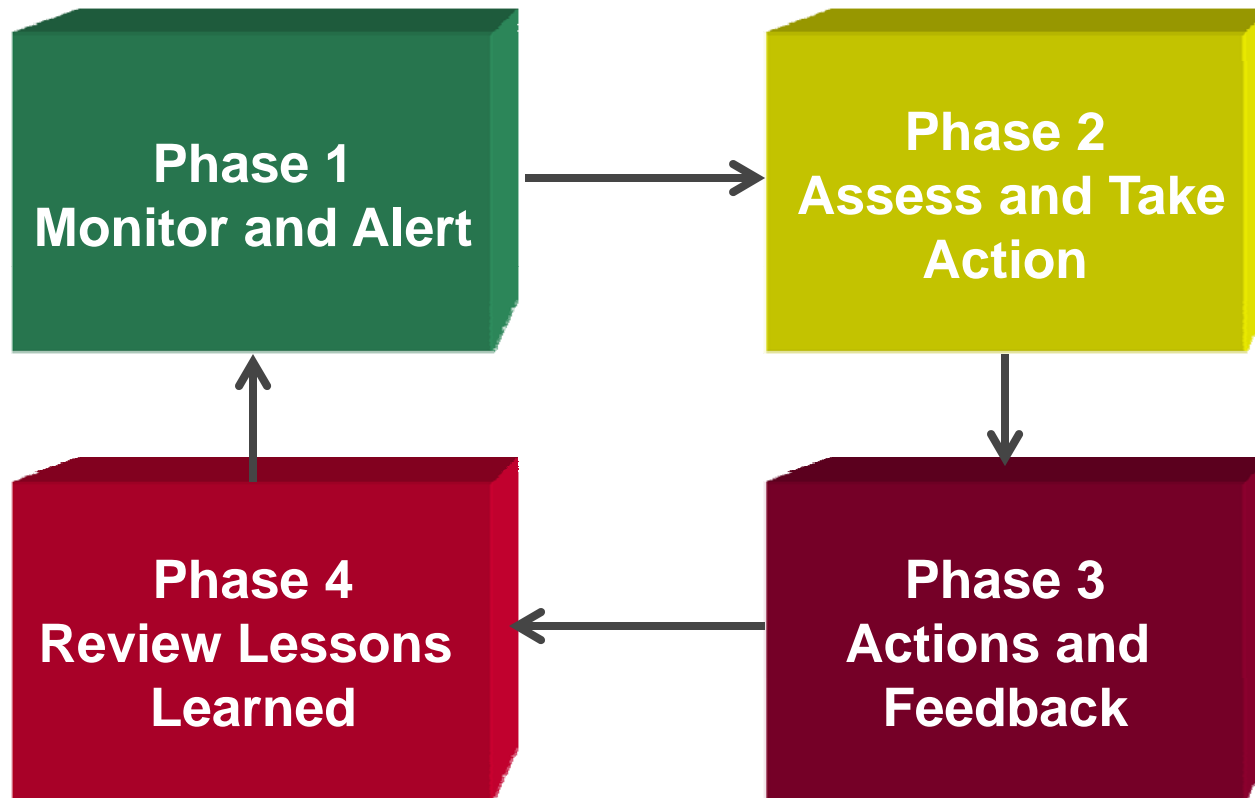 Phase 1
Monitor and Alert
Phase 2
Assess and Take
Action
Phase 3
Actions and
Feedback
Phase 4
Review Lessons
Learned